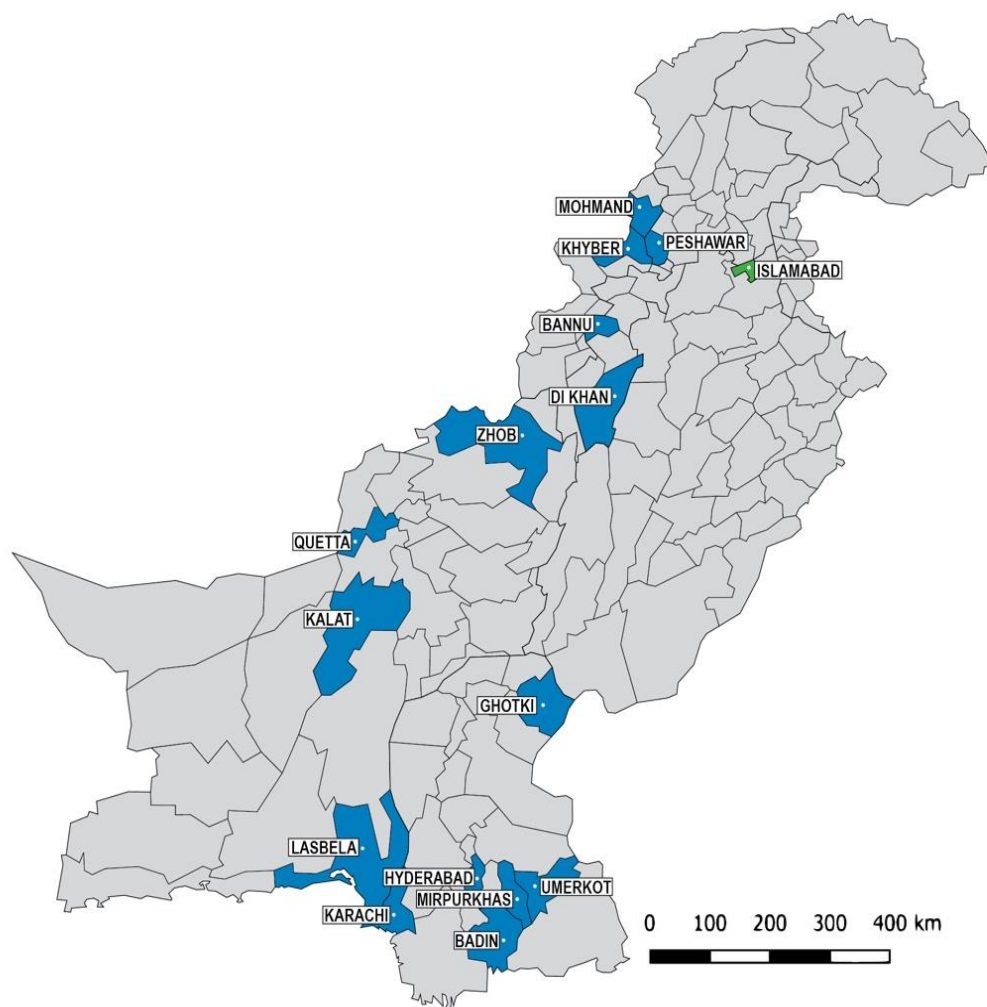 MOHMAND
KHYBER
PESHAWAR
ISLAMABAD
BANNU
DI KHAN
ZHOB
QUETTA
KALAT
GHOTKI
LASBELA
HYDERABAD
UMERKOT
MIRPURKHAS
KARACHI
BADIN
0 100 200 300 400 km